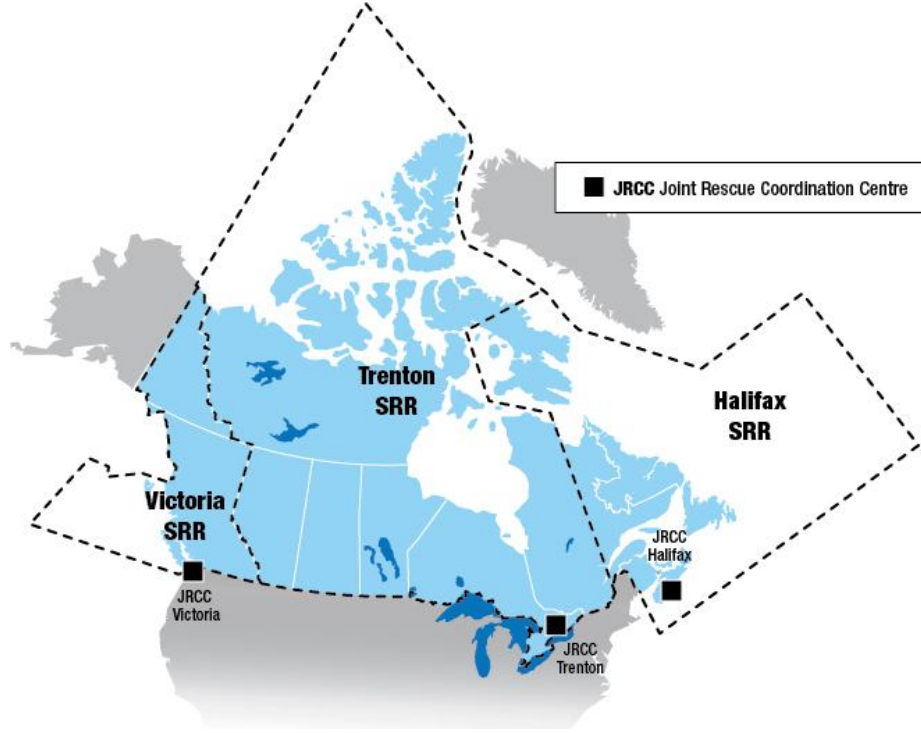 JRCC Joint Rescue Coordination Centre
Trenton
SRR
Halifax
SRR
Victoria
SRR
JRCC
Halifax
JRCC
Victoria
JRCC
Trenton